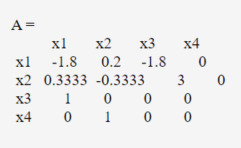 A =
x1 x2 x3 x4
x1 -1.8 0.2 -1.8 0
x2 0.3333 -0.3333 3 0
x3 1 0 0 0
x4 0 1 0 0